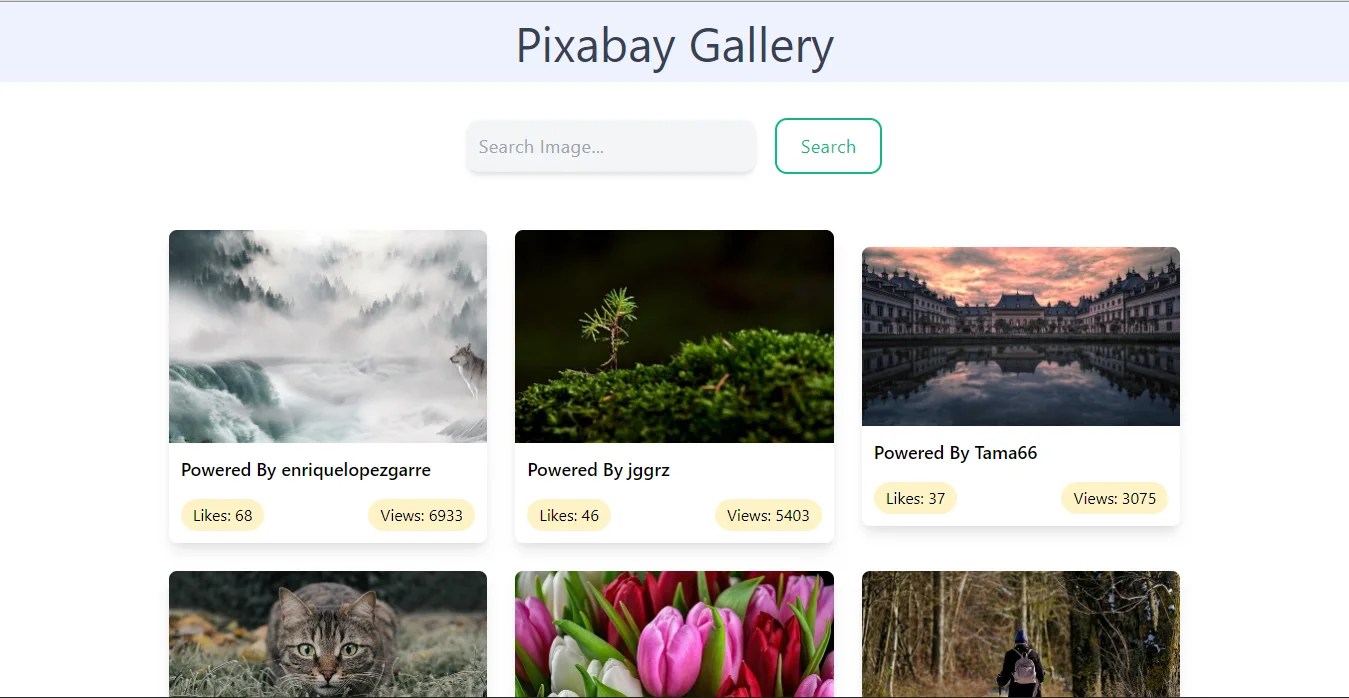 Pixabay Gallery
Search Image...
Search
Powered By enriquelopezgarre
Likes: 68
Views: 6933
Powered By jggrz
Likes: 46
Views: 5403
Powered By Tama66
Likes: 37
Views: 3075